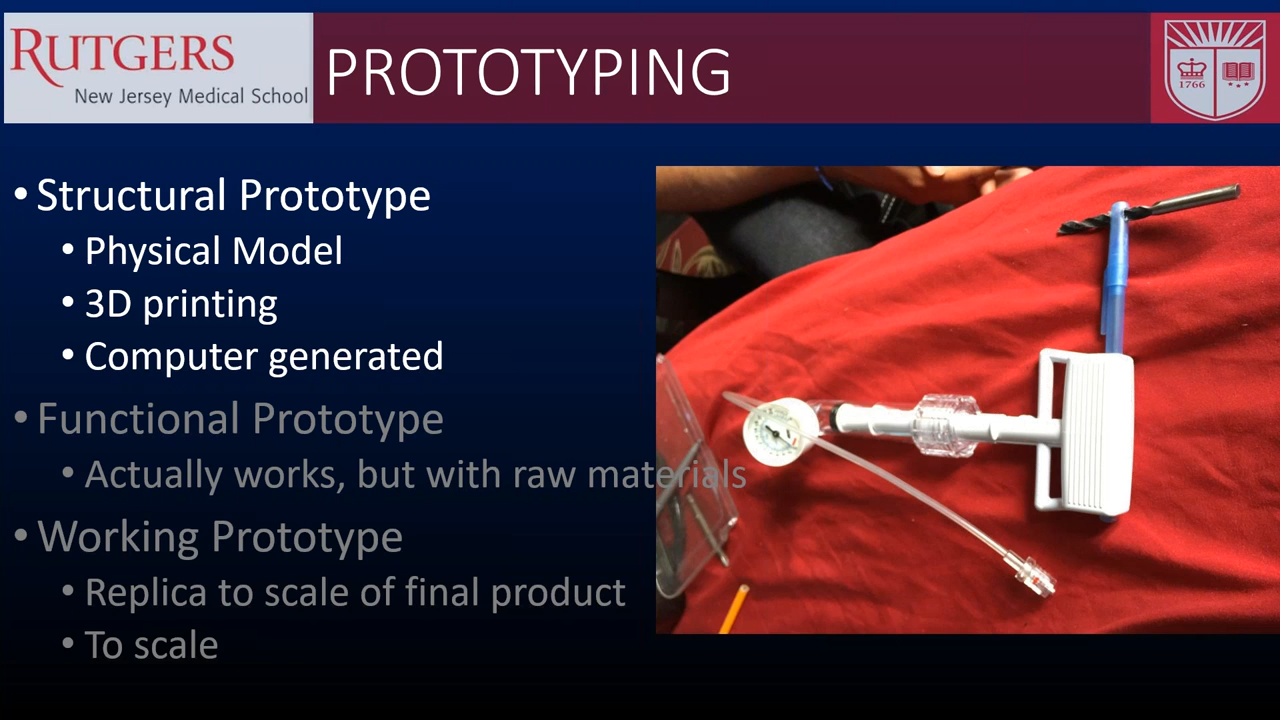 RUTGERS
New Jersey Medical School
PROTOTYPING
1766
• Structural Prototype
• Physical Model
• 3D printing
• Computer generated
• Functional Prototype
• Actually works, but with raw materials
• Working Prototype
• Replica to scale of final product
• To scale